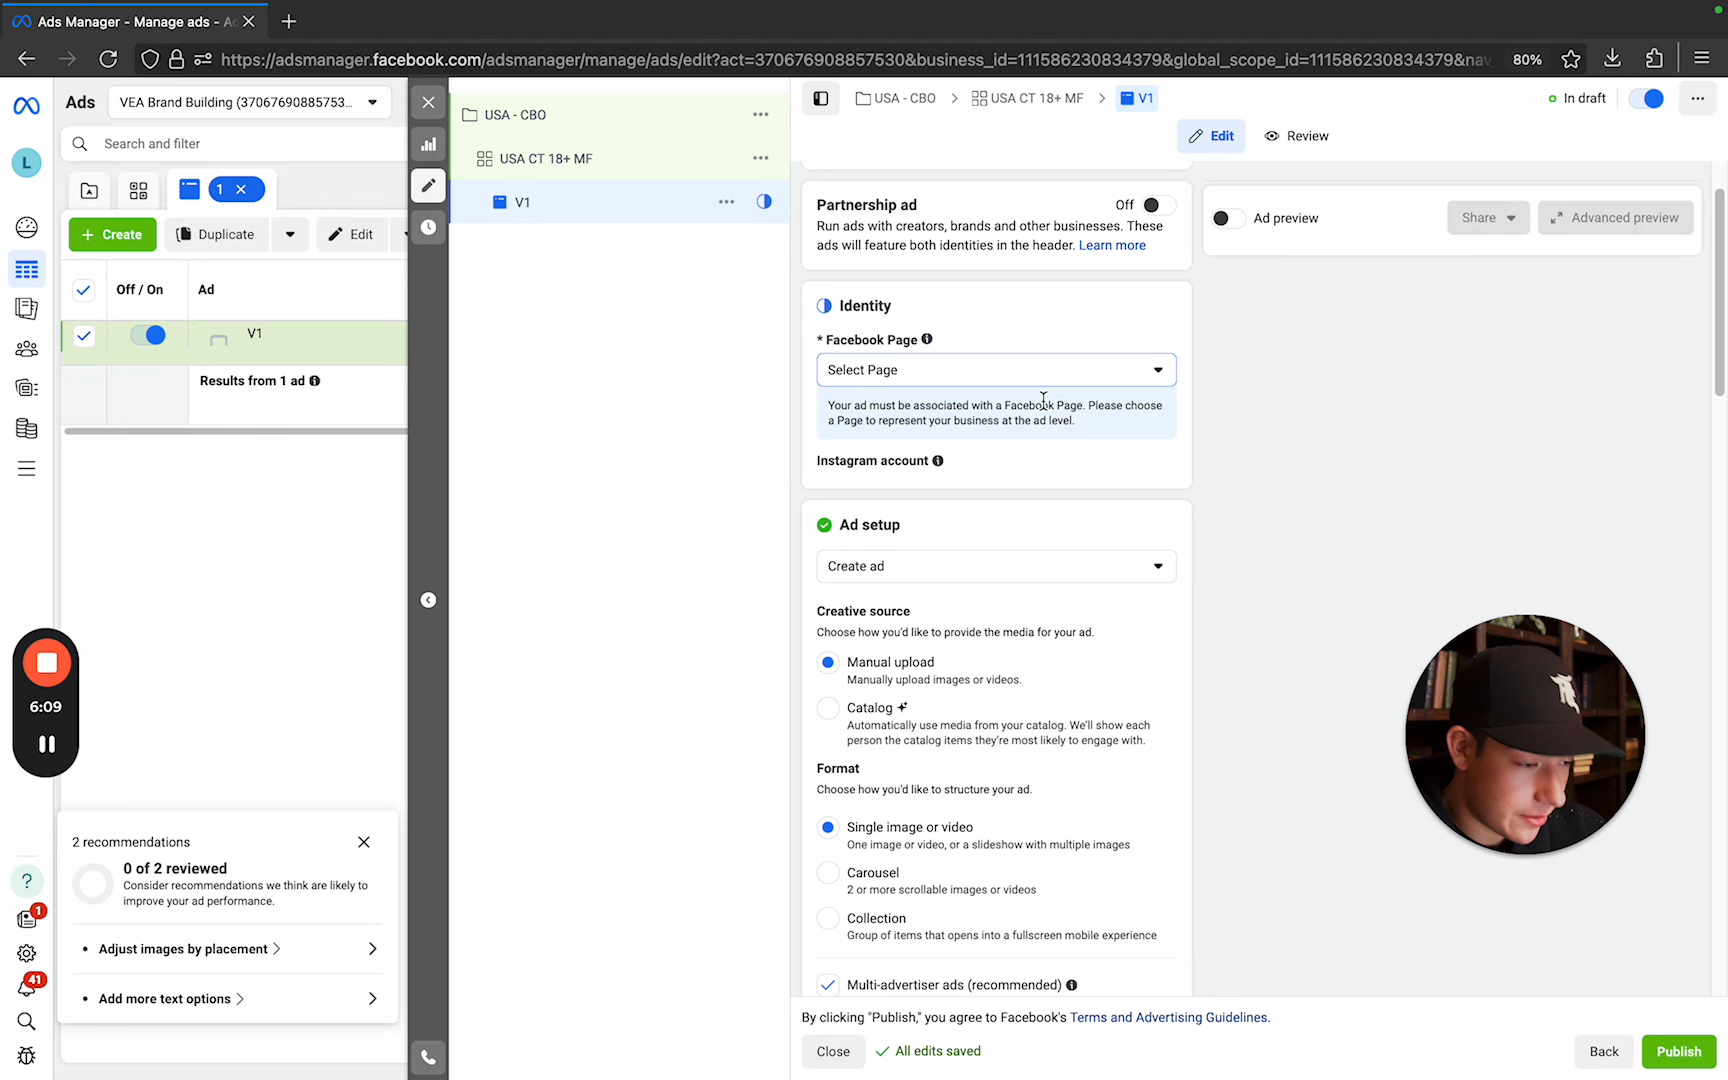 Ads Manager - Manage ads - Ac
https://adsmanager.facebook.com/adsmanager/manage/ads/edit?act=370676908857530&business_id=111586230834379&global_scope_id=111586230834379&nav_
80%
Ads
VEA Brand Building (37067690885753...
Search and filter
1
Create
Duplicate
Edit
Off / On
Ad
V1
Results from 1 ad
L
USA - CBO
USA CT 18+ MF
V1
USA - CBO
USA CT 18+ MF
V1
In draft
Edit
Review
Partnership ad
Off
Run ads with creators, brands and other businesses. These
ads will feature both identities in the header. Learn more
Ad preview
Share
Advanced preview
Identity
* Facebook Page
Select Page
Your ad must be associated with a Facebook Page. Please choose
a Page to represent your business at the ad level.
Instagram account
Ad setup
Create ad
Creative source
Choose how you'd like to provide the media for your ad.
Manual upload
Manually upload images or videos.
Catalog
Automatically use media from your catalog. We'll show each
person the catalog items they're most likely to engage with.
Format
Choose how you'd like to structure your ad.
Single image or video
One image or video, or a slideshow with multiple images
Carousel
2 or more scrollable images or videos
Collection
Group of items that opens into a fullscreen mobile experience
Multi-advertiser ads (recommended)
By clicking "Publish," you agree to Facebook's Terms and Advertising Guidelines.
Close
All edits saved
Back
Publish
6:09
2 recommendations
0 of 2 reviewed
Consider recommendations we think are likely to
improve your ad performance.
Adjust images by placement
Add more text options
?
1
41